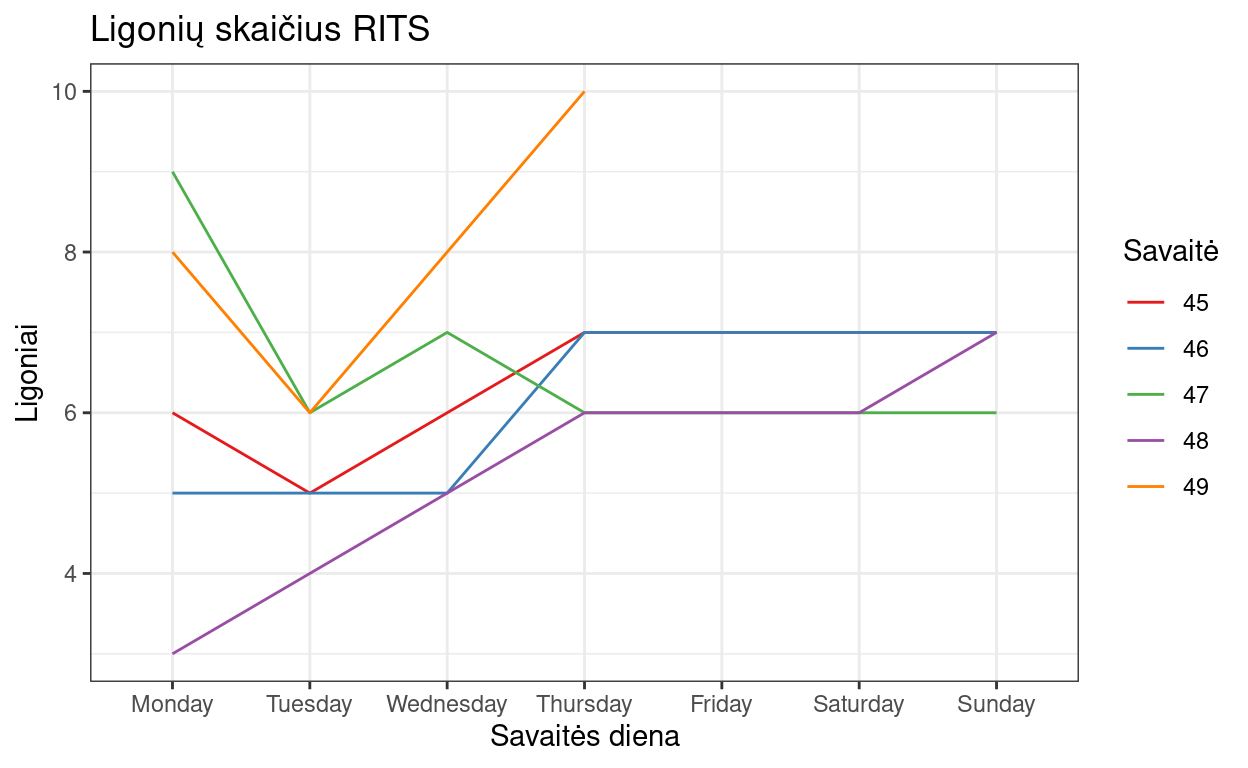 Ligonių skaičius RITS
10
8
6
4
Ligoniai
Monday Tuesday Wednesday Thursday Friday Saturday Sunday
Savaitės diena
Savaitė
45
46
47
48
49